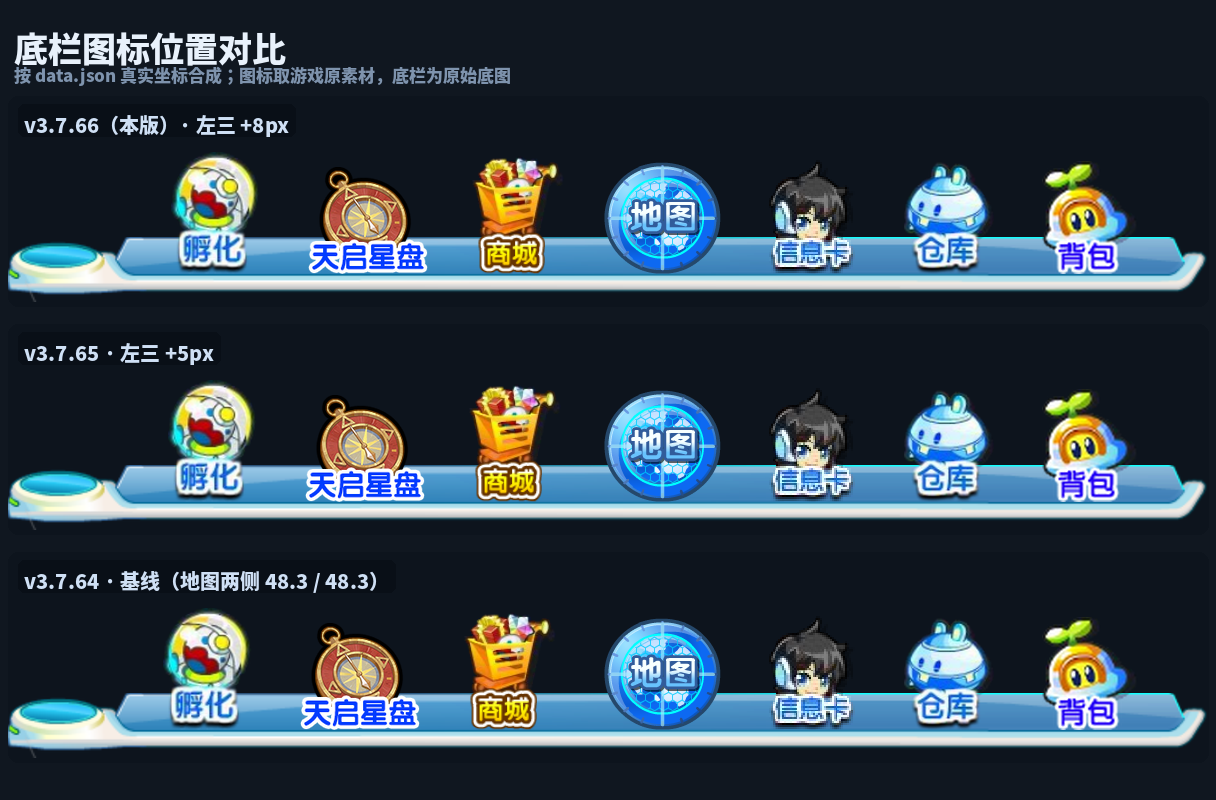 底栏图标位置对比
按 data.json 真实坐标合成；图标取游戏原素材，底栏为原始底图
v3.7.66（本版）· 左三 +8px
孵化 天启星盘 商城 地图 信息卡 仓库 背包
v3.7.65 · 左三 +5px
孵化 天启星盘 商城 地图 信息卡 仓库 背包
v3.7.64 · 基线（地图两侧 48.3 / 48.3）
孵化 天启星盘 商城 地图 信息卡 仓库 背包